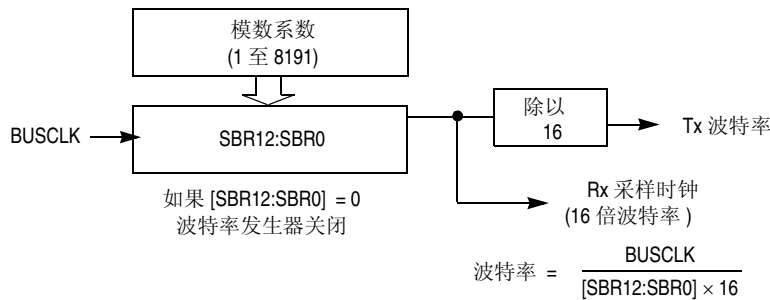 模数系数
(1 至 8191)
BUSCLK
SBR12:SBR0
除以
16
Tx 波特率
如果 [SBR12:SBR0] = 0
波特率发生器关闭
Rx 采样时钟
(16 倍波特率 )
波特率 =
BUSCLK
[SBR12:SBR0] × 16